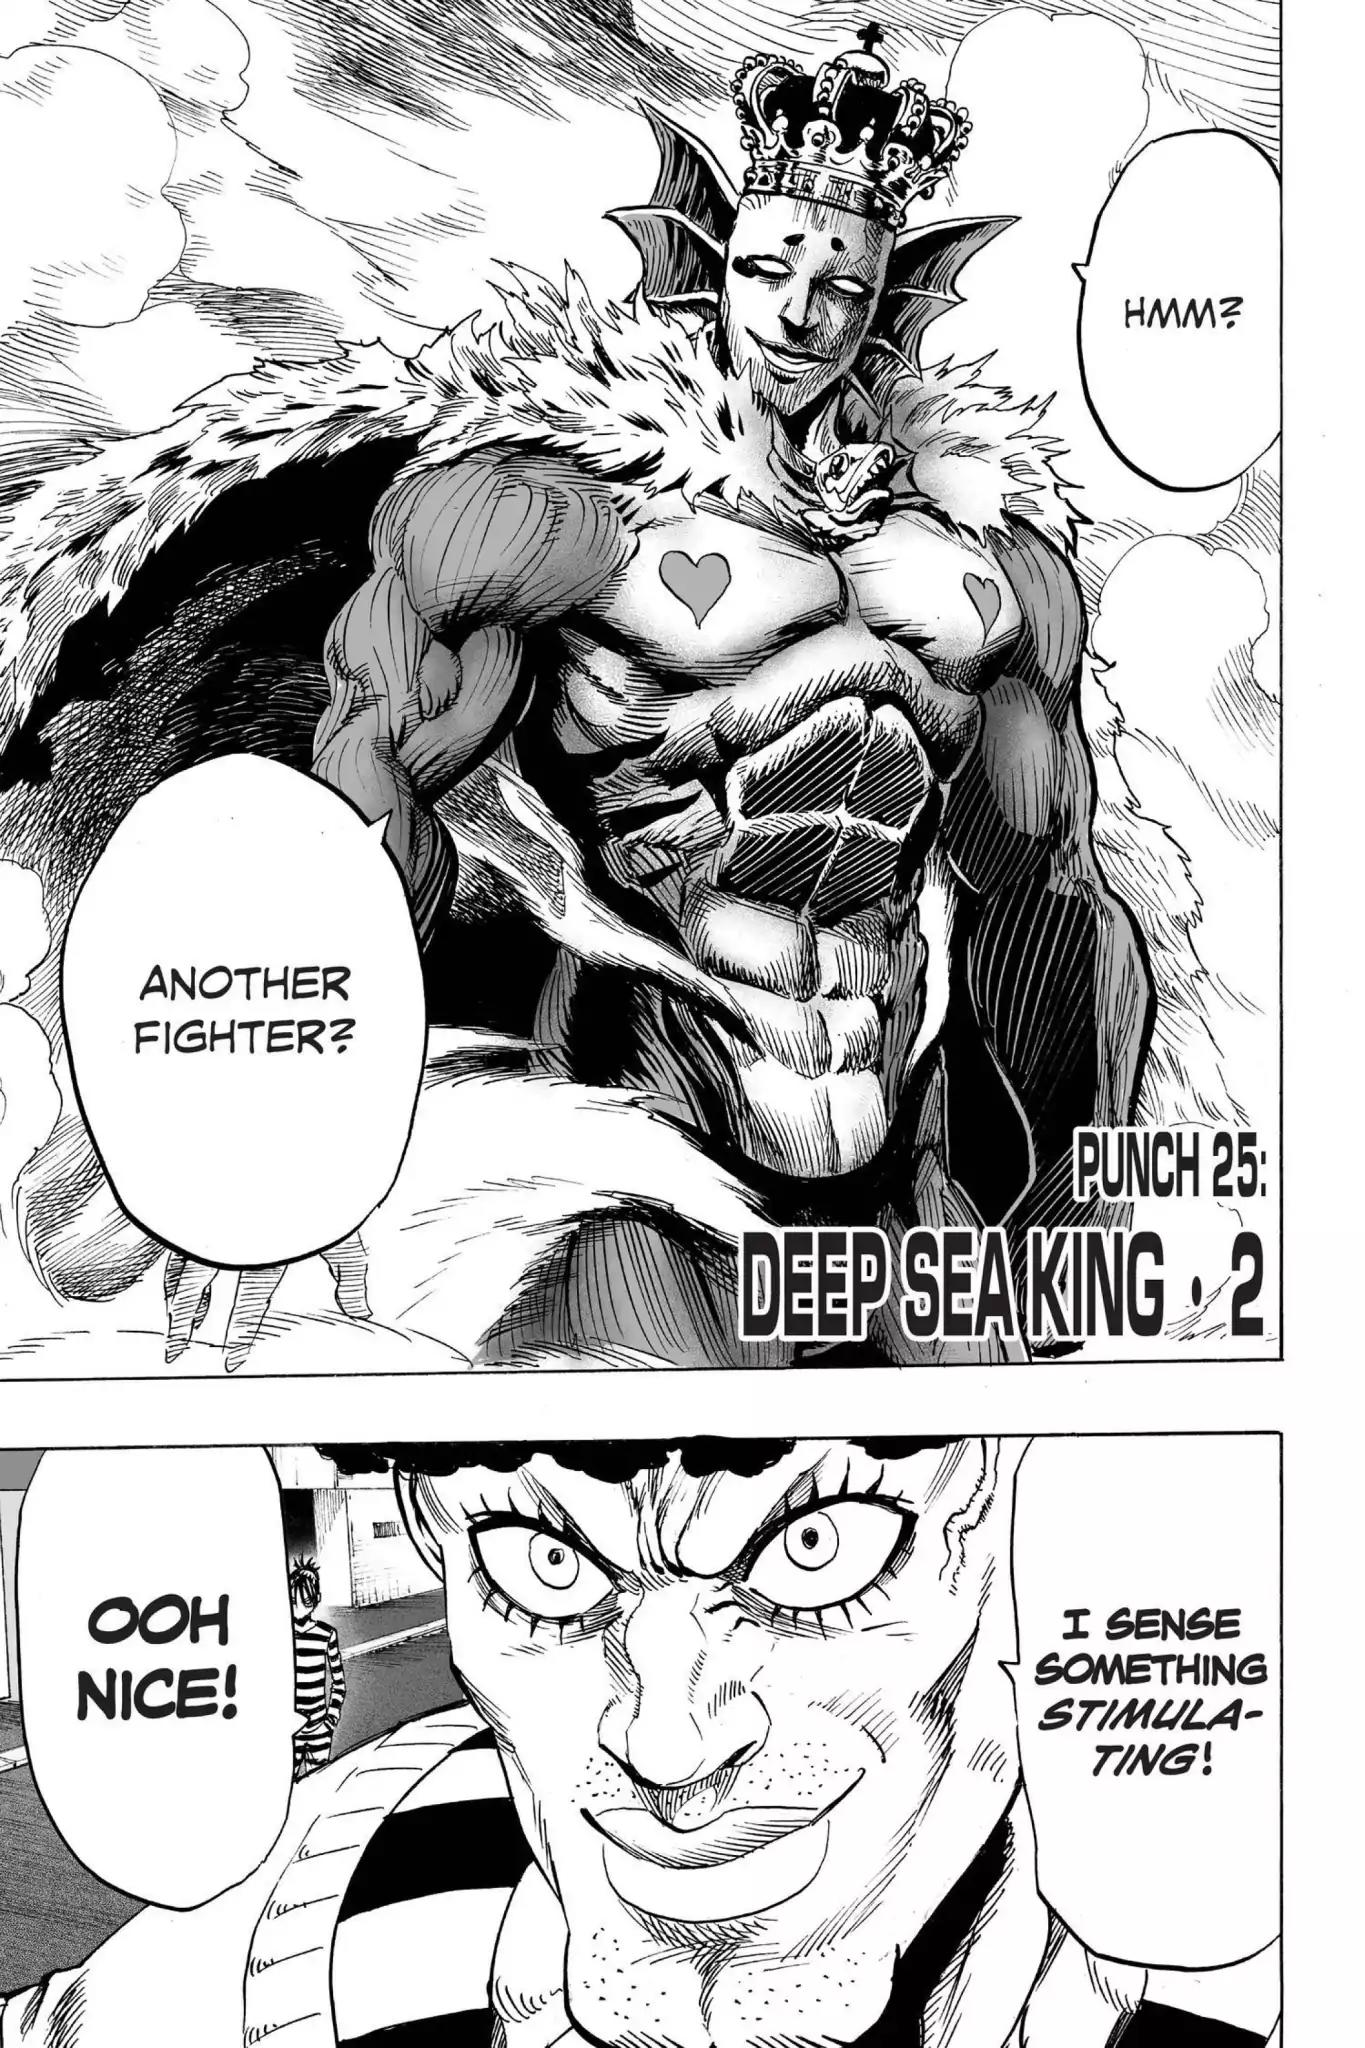 HMM?
ANOTHER
FIGHTER?
PUNCH 25:
DEEP SEA KING • 2
I SENSE
SOMETHING
STIMULA-
TING!
OOH
NICE!